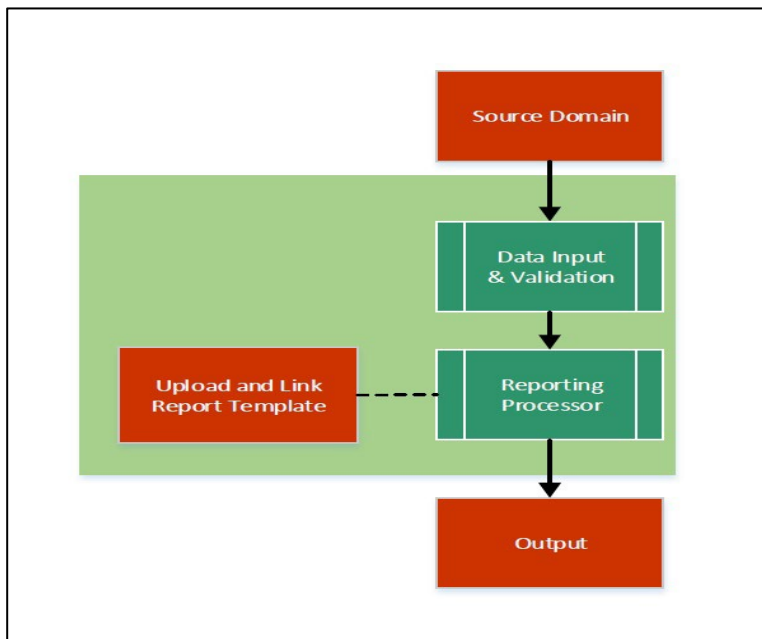 Source Domain
Data Input
& Validation
Upload and Link
Report Template
Reporting
Processor
Output